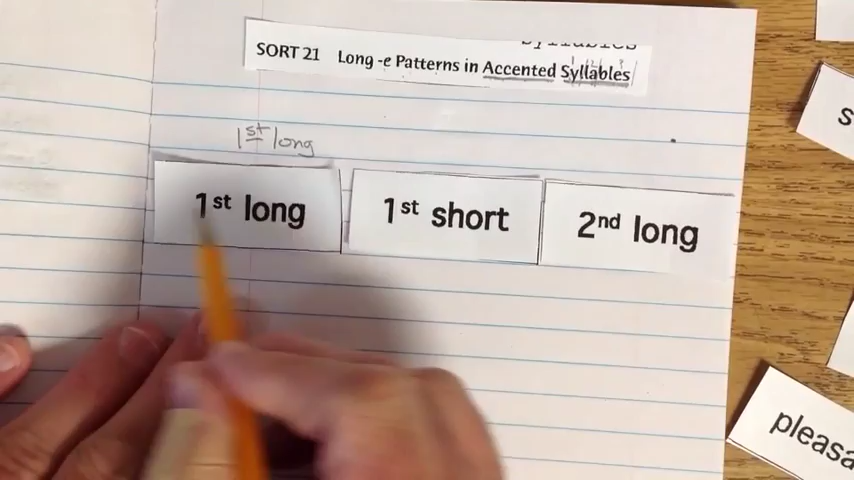 SORT 21 Long -e Patterns in Accented Syllables
1st long
1st long 1st short 2nd long
pleasa